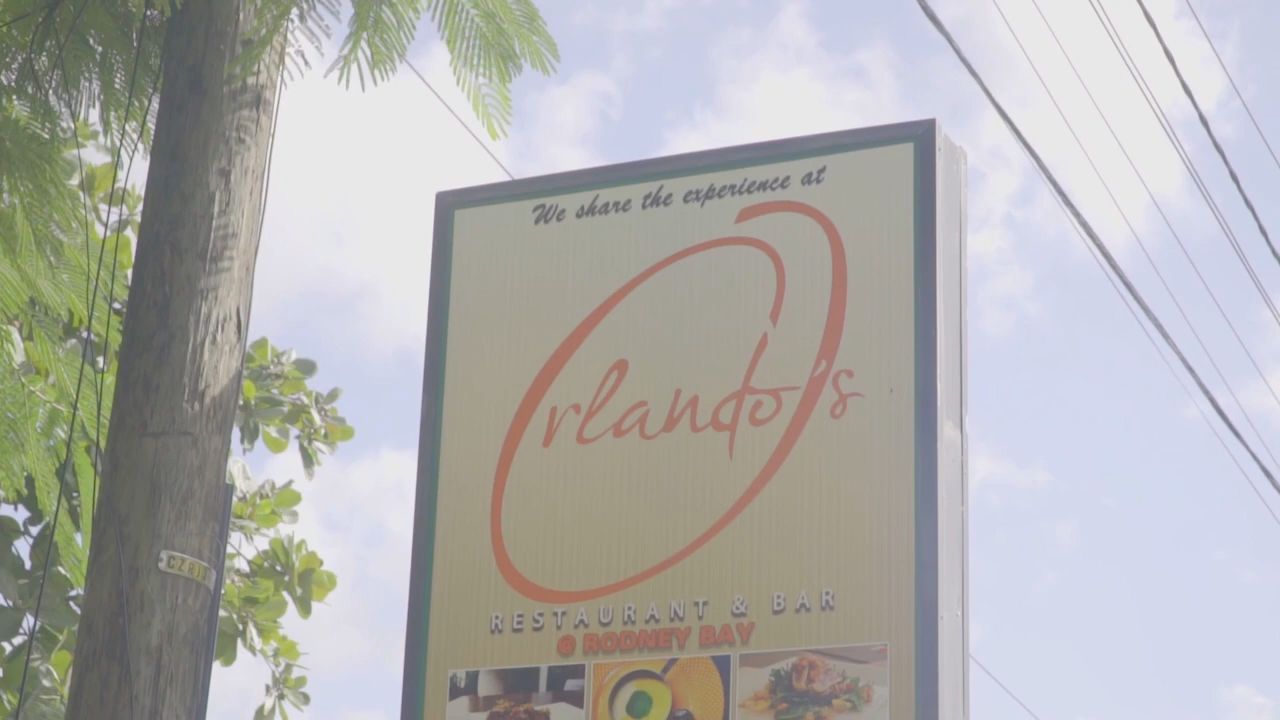 We share the experience at
Orlando's
RESTAURANT & BAR
@ RODNEY BAY